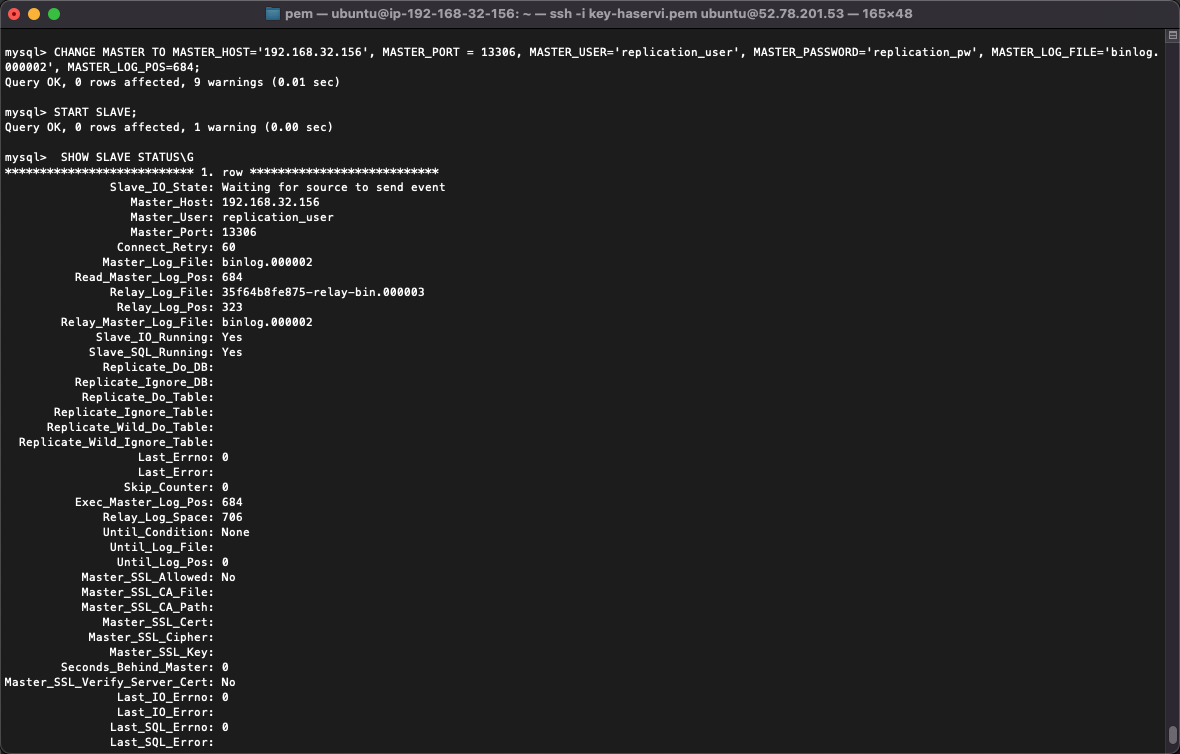 pem — ubuntu@ip-192-168-32-156: ~ — ssh -i key-haservi.pem ubuntu@52.78.201.53 — 165×48
mysql> CHANGE MASTER TO MASTER_HOST='192.168.32.156', MASTER_PORT = 13306, MASTER_USER='replication_user', MASTER_PASSWORD='replication_pw', MASTER_LOG_FILE='binlog.
000002', MASTER_LOG_POS=684;
Query OK, 0 rows affected, 9 warnings (0.01 sec)
mysql> START SLAVE;
Query OK, 0 rows affected, 1 warning (0.00 sec)
mysql>  SHOW SLAVE STATUS\G
*************************** 1. row ***************************
Slave_IO_State: Waiting for source to send event
Master_Host: 192.168.32.156
Master_User: replication_user
Master_Port: 13306
Connect_Retry: 60
Master_Log_File: binlog.000002
Read_Master_Log_Pos: 684
Relay_Log_File: 35f64b8fe875-relay-bin.000003
Relay_Log_Pos: 323
Relay_Master_Log_File: binlog.000002
Slave_IO_Running: Yes
Slave_SQL_Running: Yes
Replicate_Do_DB:
Replicate_Ignore_DB:
Replicate_Do_Table:
Replicate_Ignore_Table:
Replicate_Wild_Do_Table:
Replicate_Wild_Ignore_Table:
Last_Errno: 0
Last_Error:
Skip_Counter: 0
Exec_Master_Log_Pos: 684
Relay_Log_Space: 706
Until_Condition: None
Until_Log_File:
Until_Log_Pos: 0
Master_SSL_Allowed: No
Master_SSL_CA_File:
Master_SSL_CA_Path:
Master_SSL_Cert:
Master_SSL_Cipher:
Master_SSL_Key:
Seconds_Behind_Master: 0
Master_SSL_Verify_Server_Cert: No
Last_IO_Errno: 0
Last_IO_Error:
Last_SQL_Errno: 0
Last_SQL_Error: